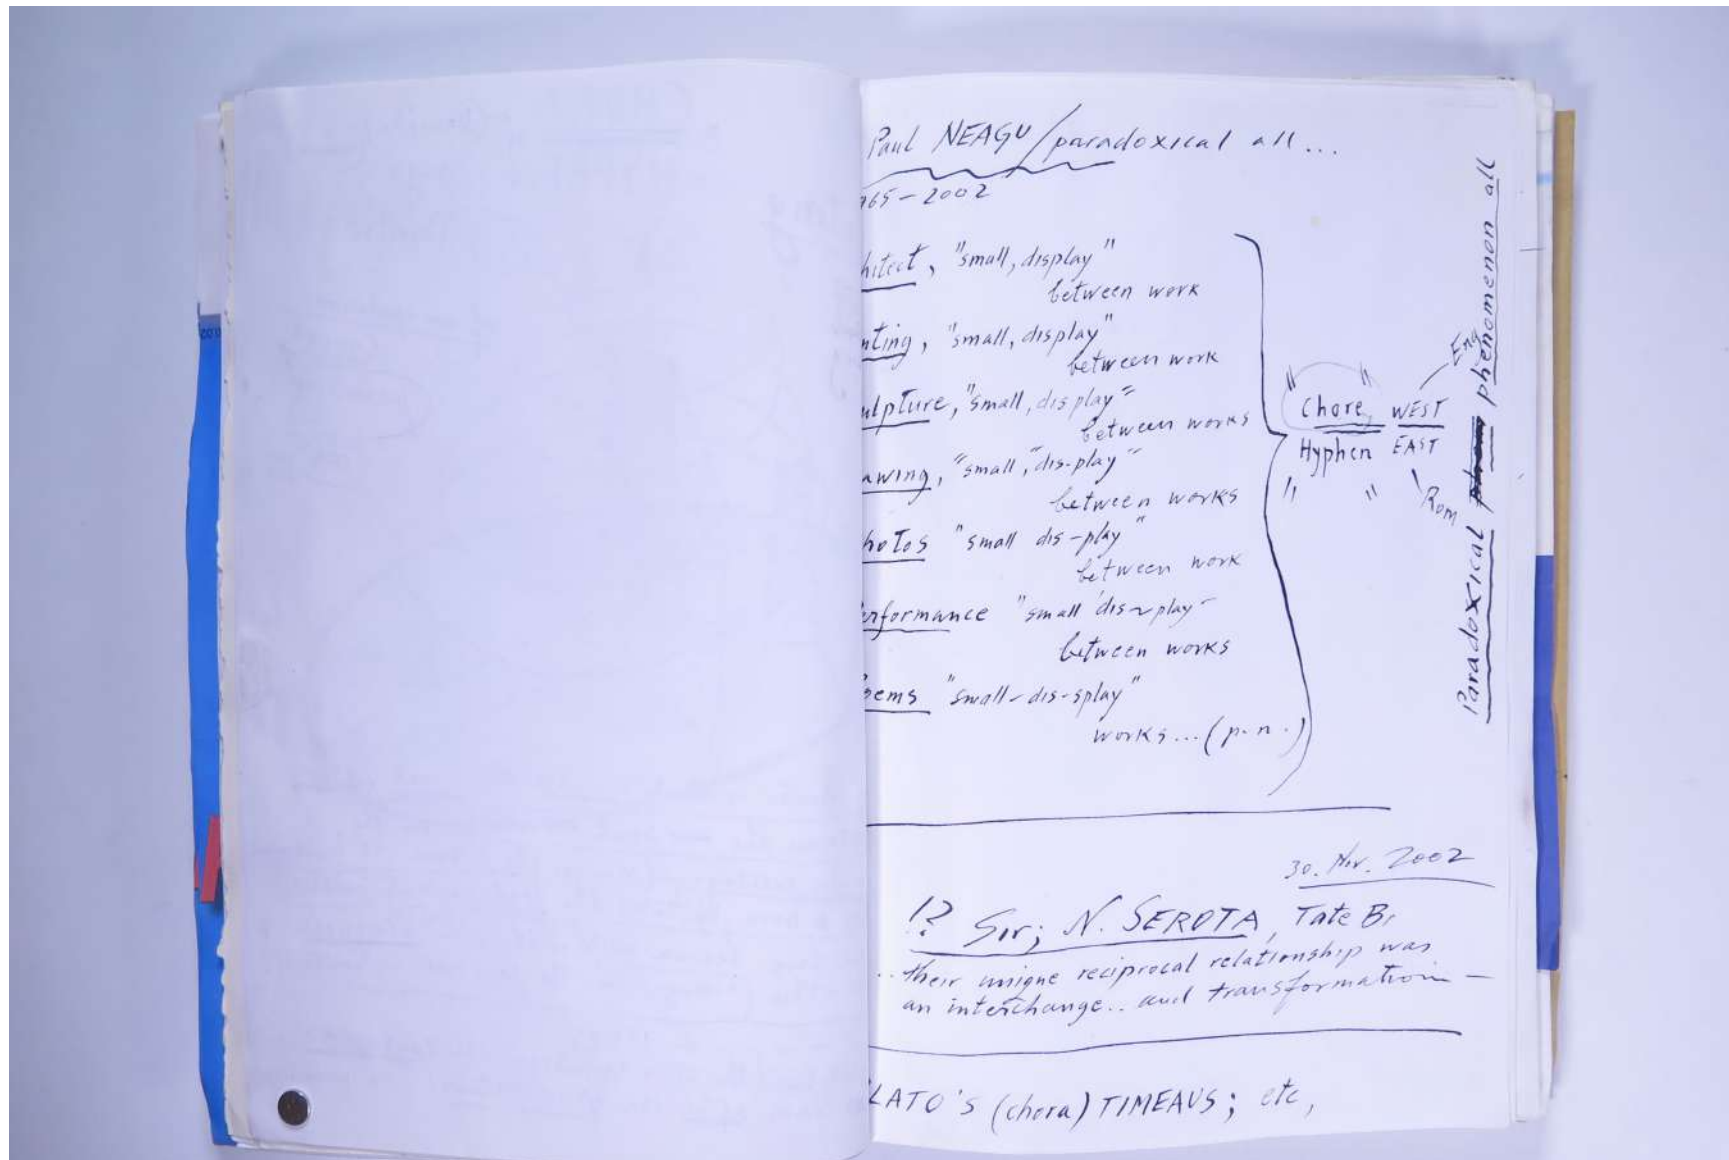 Paul NEAGU/paradoxical all...
965-2002
hitect, "small, display"
between work
nting, "small, display"
between work
ulpture, "small, display"
between works
awing, "small, "dis-play"
between works
hotos "small dis-play"
between work
erformance "small dis~play"
between works
oems "small-dis-splay"
works...(p.n.)
"Chore" WEST Eng
Hyphen EAST
" " Rom
Paradoxical phenomenon all
30. Nov. 2002
!? Sir; N. SEROTA, Tate Br
..their unique reciprocal relationship was
an interchange.. and transformation—
LATO'S (chora) TIMEAUS; etc,